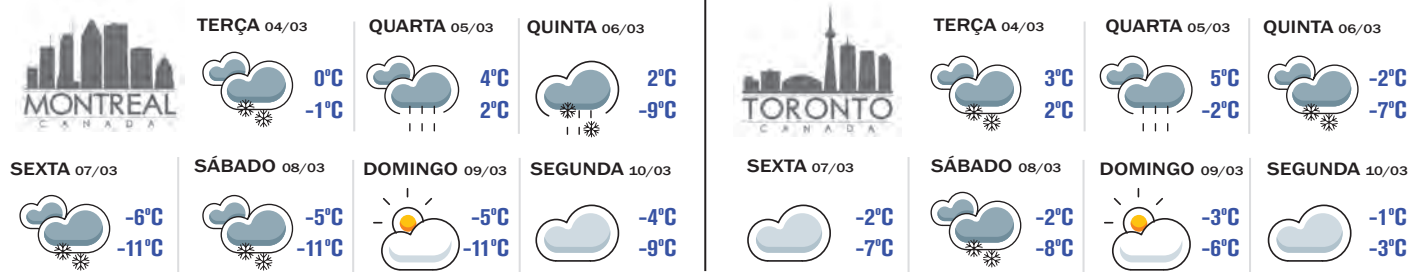 MONTREAL
CANADA
TERÇA 04/03
0ºC
-1ºC
QUARTA 05/03
4ºC
2ºC
QUINTA 06/03
2ºC
-9ºC
SEXTA 07/03
-6ºC
-11ºC
SÁBADO 08/03
-5ºC
-11ºC
DOMINGO 09/03
-5ºC
-11ºC
SEGUNDA 10/03
-4ºC
-9ºC
TORONTO
CANADA
TERÇA 04/03
3ºC
2ºC
QUARTA 05/03
5ºC
-2ºC
QUINTA 06/03
-2ºC
-7ºC
SEXTA 07/03
-2ºC
-7ºC
SÁBADO 08/03
-2ºC
-8ºC
DOMINGO 09/03
-3ºC
-6ºC
SEGUNDA 10/03
-1ºC
-3ºC